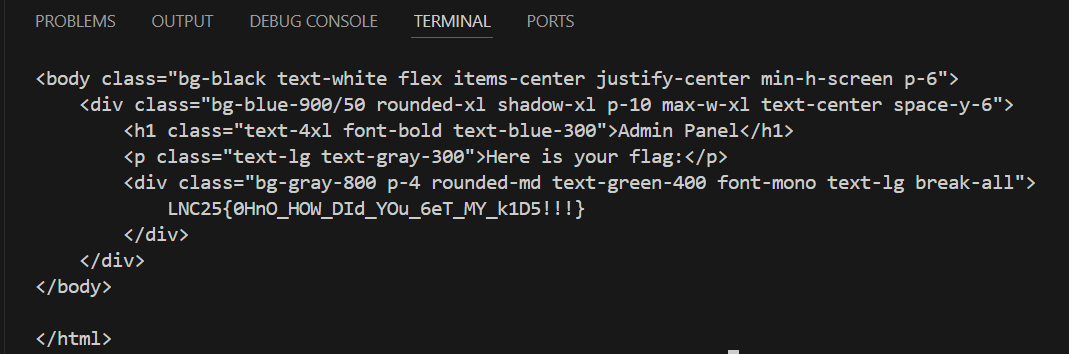 PROBLEMS OUTPUT DEBUG CONSOLE TERMINAL PORTS
<body class="bg-black text-white flex items-center justify-center min-h-screen p-6">
    <div class="bg-blue-900/50 rounded-xl shadow-xl p-10 max-w-xl text-center space-y-6">
        <h1 class="text-4xl font-bold text-blue-300">Admin Panel</h1>
        <p class="text-lg text-gray-300">Here is your flag:</p>
        <div class="bg-gray-800 p-4 rounded-md text-green-400 font-mono text-lg break-all">
            LNC25{0HnO_HOW_DId_YOu_6eT_MY_k1D5!!!}
        </div>
    </div>
</body>

</html>